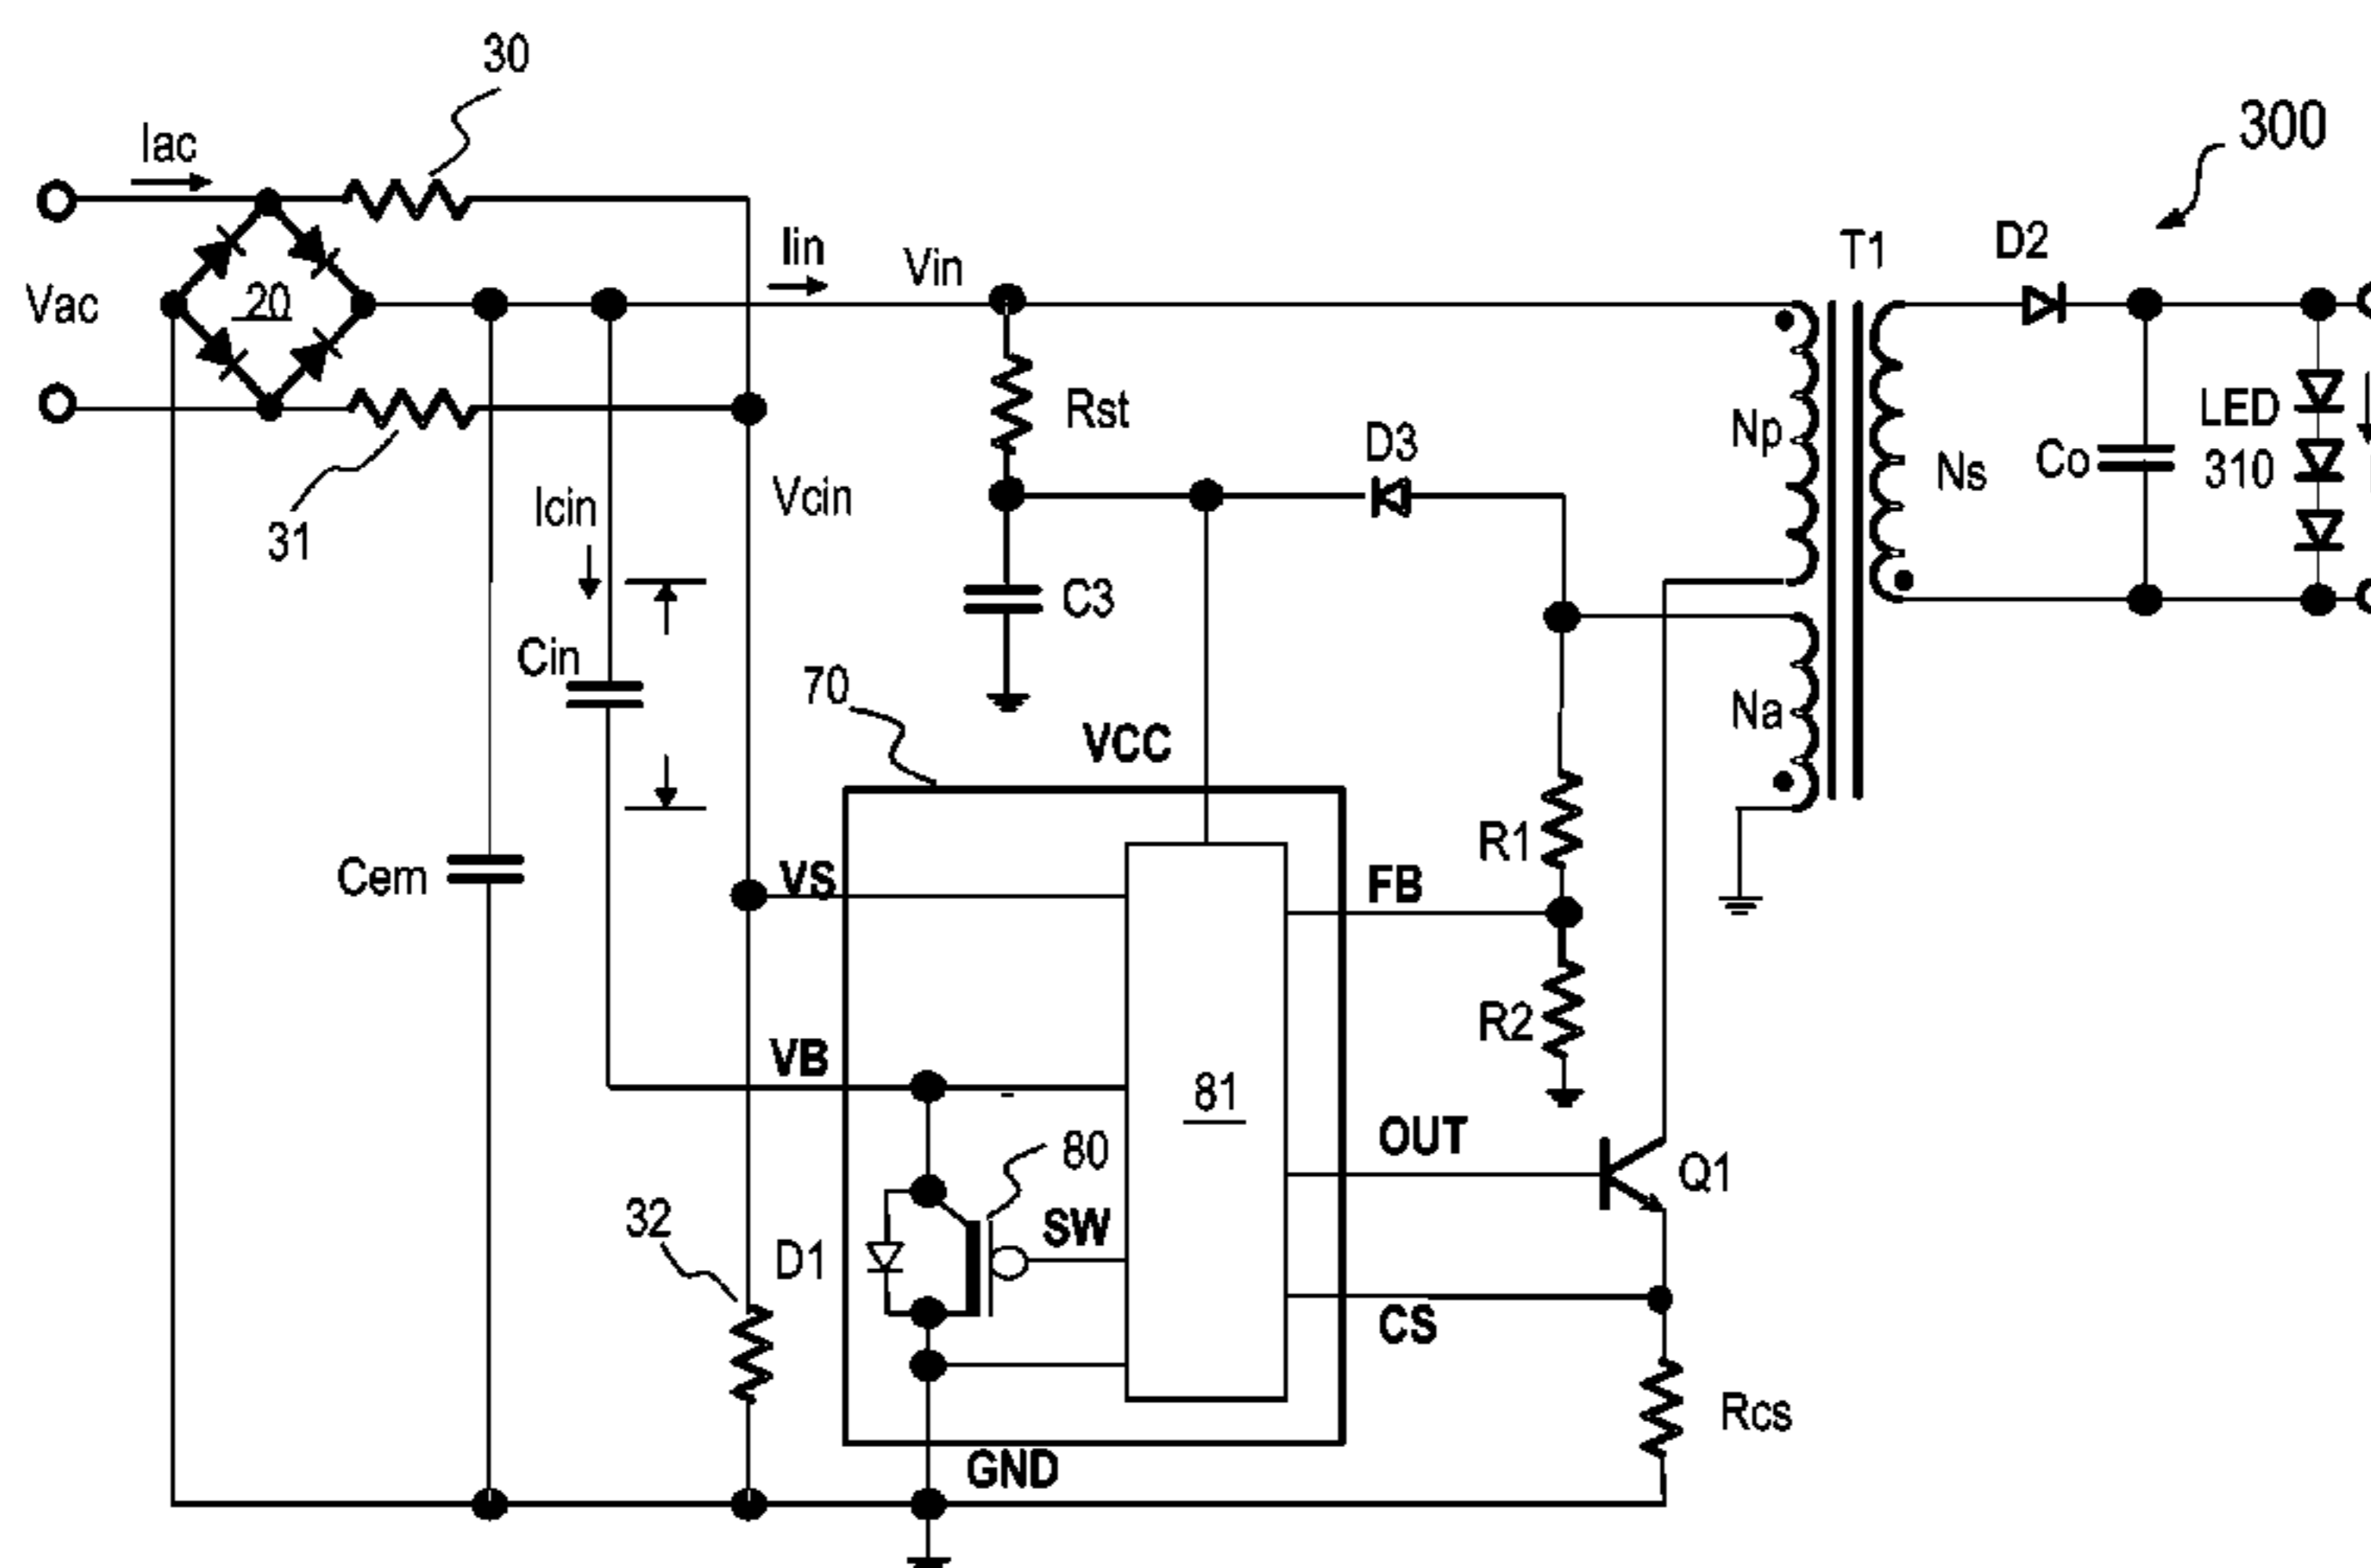 30
Iac
300
Iin
Vin
T1
D2
Vac
20
Rst
D3
Np
LED
310
Co
Ns
Icin
Vcin
31
C3
Cin
70
Na
VCC
R1
Cem
VS
FB
R2
VB
81
80
OUT
Q1
SW
32
D1
CS
Rcs
GND